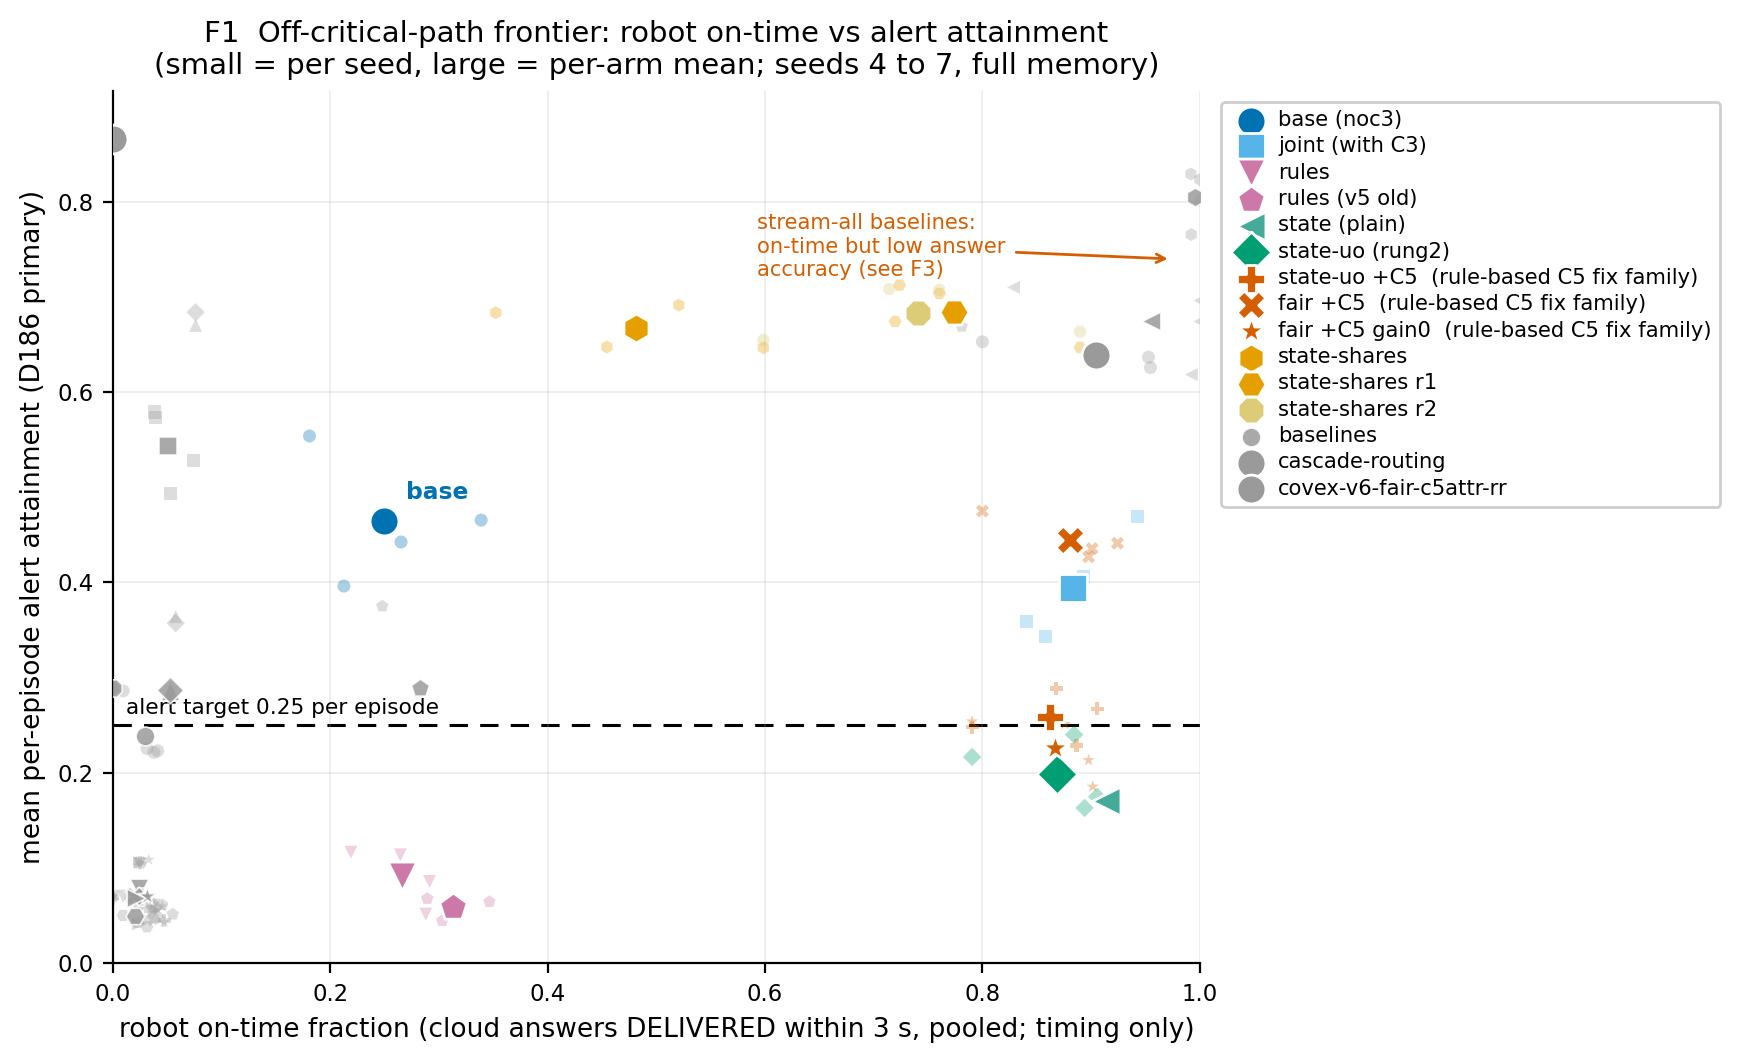 F1  Off-critical-path frontier: robot on-time vs alert attainment
(small = per seed, large = per-arm mean; seeds 4 to 7, full memory)
mean per-episode alert attainment (D186 primary)
0.8
0.6
0.4
0.2
0.0
stream-all baselines:
on-time but low answer
accuracy (see F3)
base
alert target 0.25 per episode
0.0
0.2
0.4
0.6
0.8
1.0
robot on-time fraction (cloud answers DELIVERED within 3 s, pooled; timing only)
base (noc3)
joint (with C3)
rules
rules (v5 old)
state (plain)
state-uo (rung2)
state-uo +C5  (rule-based C5 fix family)
fair +C5  (rule-based C5 fix family)
fair +C5 gain0  (rule-based C5 fix family)
state-shares
state-shares r1
state-shares r2
baselines
cascade-routing
covex-v6-fair-c5attr-rr